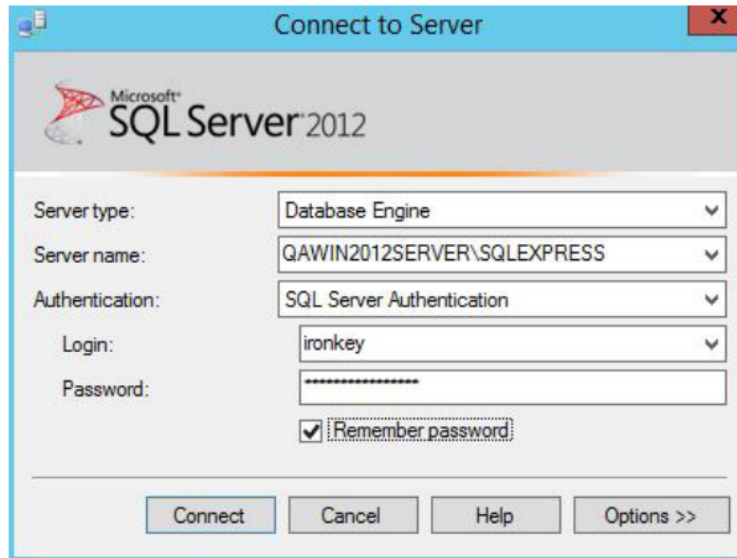 Connect to Server
Microsoft®
SQL Server® 2012
Server type: Database Engine
Server name: QAWIN2012SERVER\SQLEXPRESS
Authentication: SQL Server Authentication
Login: ironkey
Password: ****************
Remember password
Connect Cancel Help Options >>